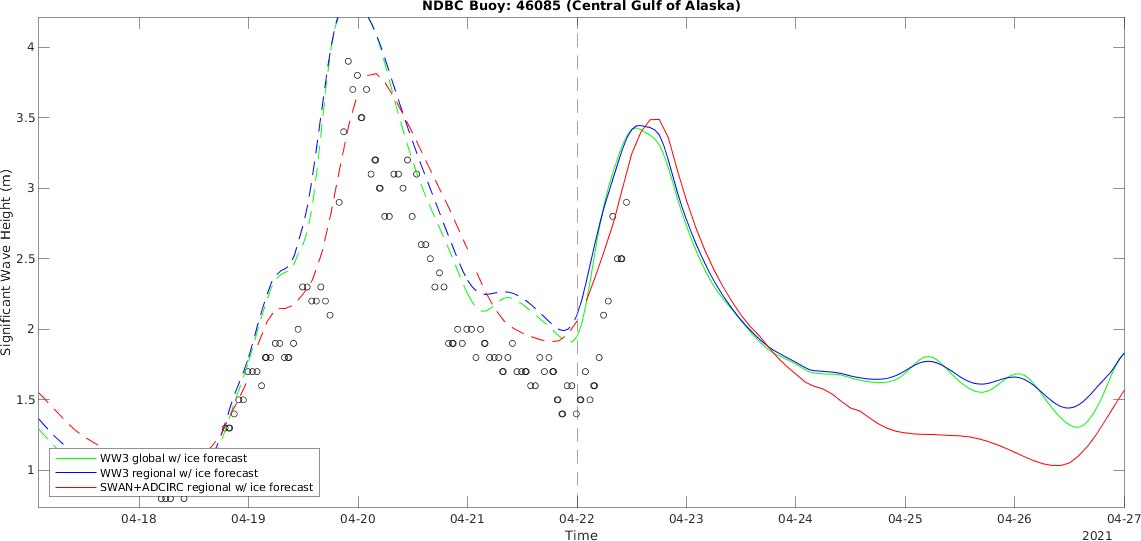 NDBC Buoy: 46085 (Central Gulf of Alaska)
Significant Wave Height (m)
4
3.5
3
2.5
2
1.5
1
WW3 global w/ ice forecast
WW3 regional w/ ice forecast
SWAN+ADCIRC regional w/ ice forecast
04-18 04-19 04-20 04-21 04-22 04-23 04-24 04-25 04-26 04-27
Time
2021